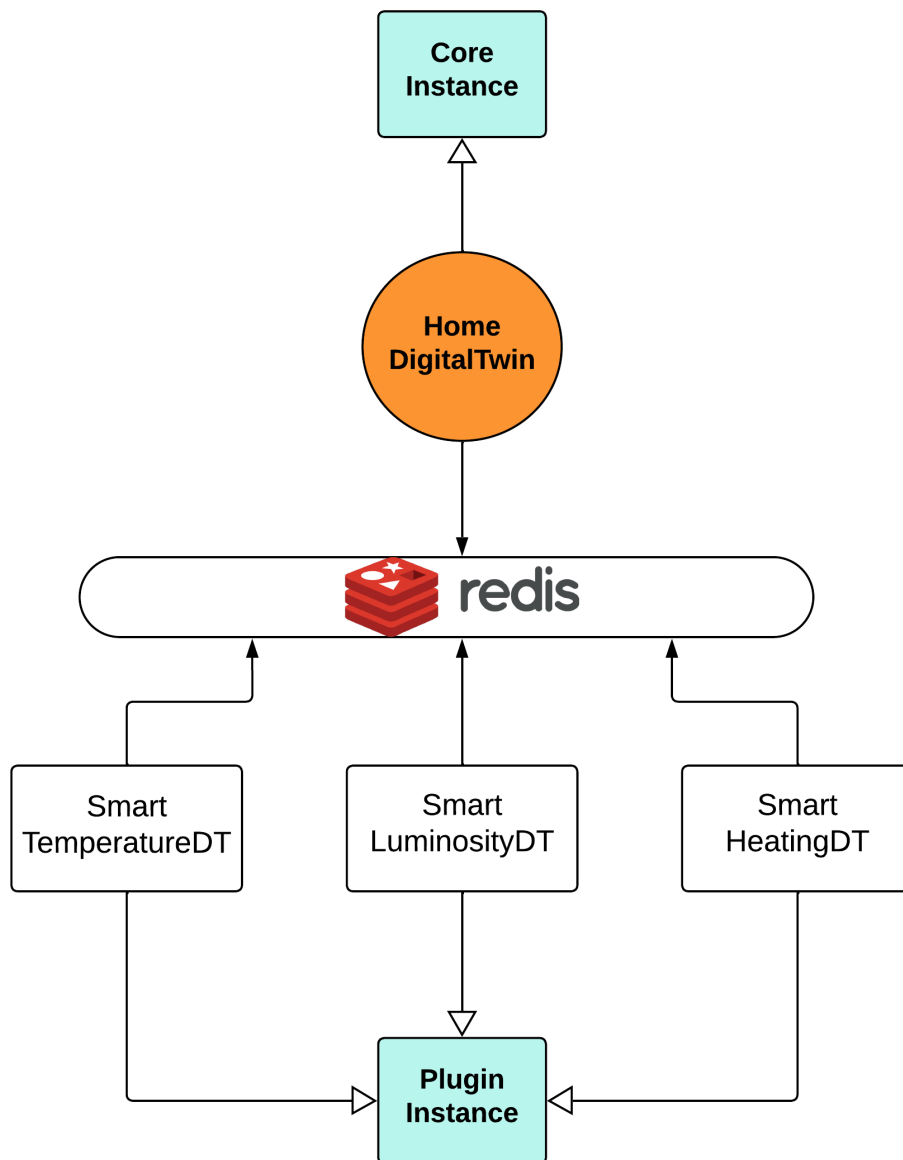 Core
Instance
Home
DigitalTwin
redis
Smart
TemperatureDT
Smart
LuminosityDT
Smart
HeatingDT
Plugin
Instance